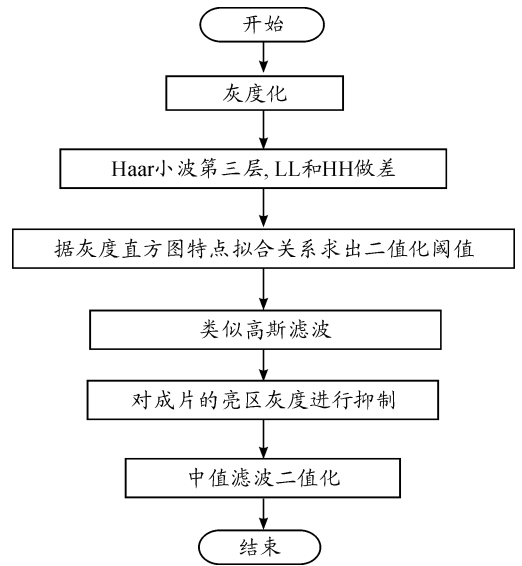 开始
灰度化
Haar小波第三层, LL和HH做差
据灰度直方图特点拟合关系求出二值化阈值
类似高斯滤波
对成片的亮区灰度进行抑制
中值滤波二值化
结束